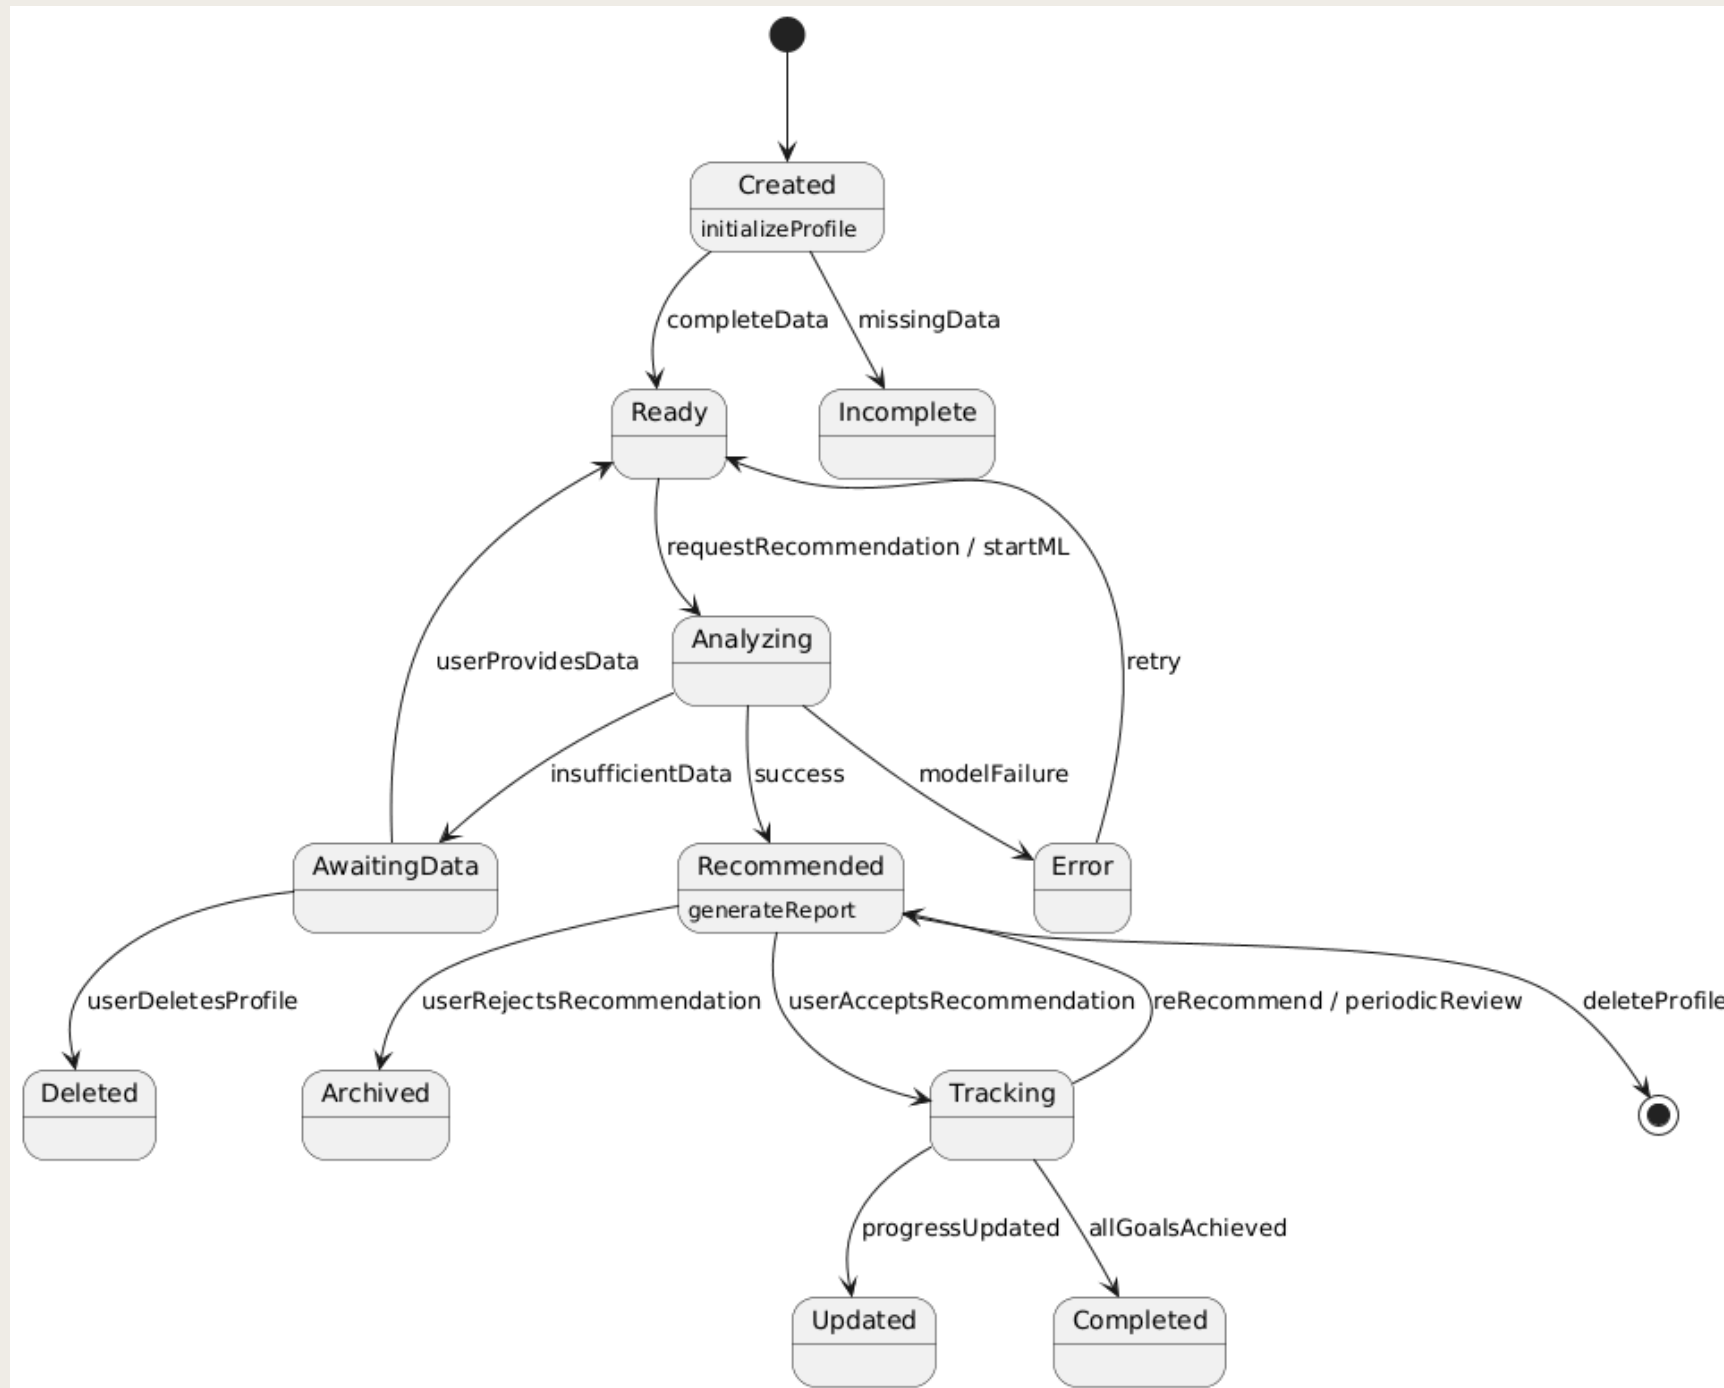 Created
initializeProfile
completeData
missingData
Ready
Incomplete
requestRecommendation / startML
Analyzing
userProvidesData
retry
insufficientData
success
modelFailure
AwaitingData
Recommended
generateReport
Error
userDeletesProfile
userRejectsRecommendation
userAcceptsRecommendation
reRecommend / periodicReview
deleteProfile
Deleted
Archived
Tracking
progressUpdated
allGoalsAchieved
Updated
Completed